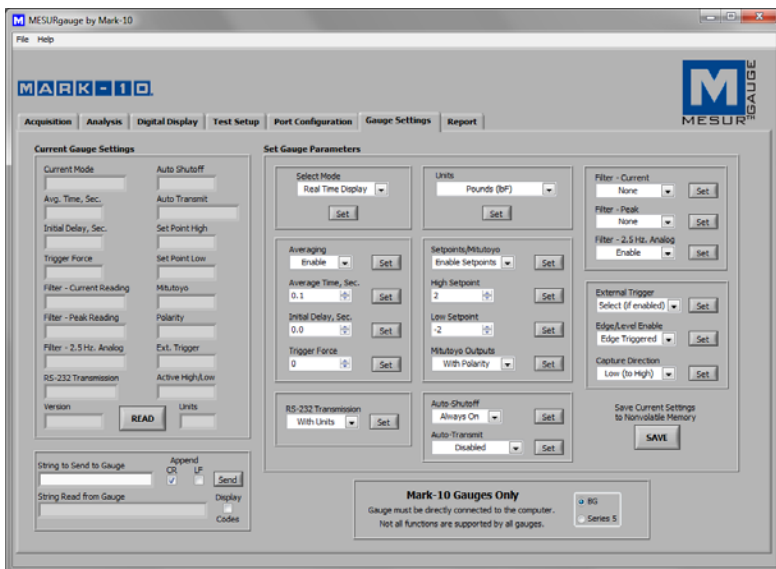 MESURgauge by Mark-10
File Help
MARK-10
MESUR GAUGE
Acquisition Analysis Digital Display Test Setup Port Configuration Gauge Settings Report
Current Gauge Settings
Current Mode Auto Shutoff
Avg. Time, Sec. Auto Transmit
Initial Delay, Sec. Set Point High
Trigger Force Set Point Low
Filter - Current Reading Mitutoyo
Filter - Peak Reading Polarity
Filter - 2.5 Hz. Analog Ext. Trigger
RS-232 Transmission Active High/Low
Version Units
READ
String to Send to Gauge Append
CR LF
Send
String Read from Gauge Display
Codes
Set Gauge Parameters
Select Mode
Real Time Display
Set
Units
Pounds (lbF)
Set
Filter - Current
None Set
Filter - Peak
None Set
Filter - 2.5 Hz. Analog
Enable Set
Averaging
Enable Set
Average Time, Sec.
0.1 Set
Initial Delay, Sec.
0.0 Set
Trigger Force
0 Set
Setpoints/Mitutoyo
Enable Setpoints Set
High Setpoint
2 Set
Low Setpoint
-2 Set
Mitutoyo Outputs
With Polarity Set
External Trigger
Select (if enabled) Set
Edge/Level Enable
Edge Triggered Set
Capture Direction
Low (to High) Set
RS-232 Transmission
With Units Set
Auto-Shutoff
Always On Set
Auto-Transmit
Disabled Set
Save Current Settings
to Nonvolatile Memory
SAVE
Mark-10 Gauges Only
Gauge must be directly connected to the computer.
Not all functions are supported by all gauges.
BG
Series 5